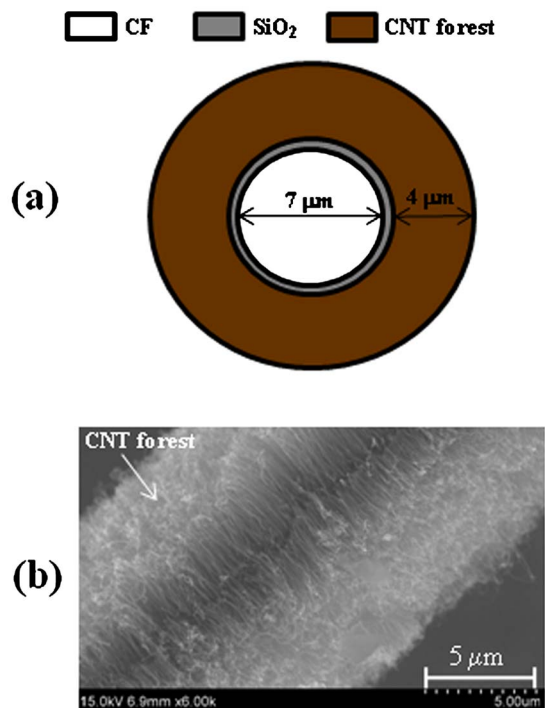 CF SiO₂ CNT forest
(a)
7 μm 4 μm
CNT forest
(b)
5 μm
15.0kV 6.9mm x6.00k 5.00um